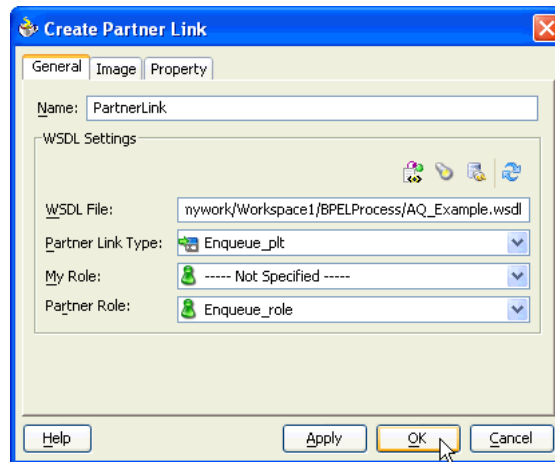 Create Partner Link
General Image Property
Name: PartnerLink
WSDL Settings
WSDL File: nywork/Workspace1/BPELProcess/AQ_Example.wsdl
Partner Link Type: Enqueue_plt
My Role: ----- Not Specified -----
Partner Role: Enqueue_role
Help Apply OK Cancel